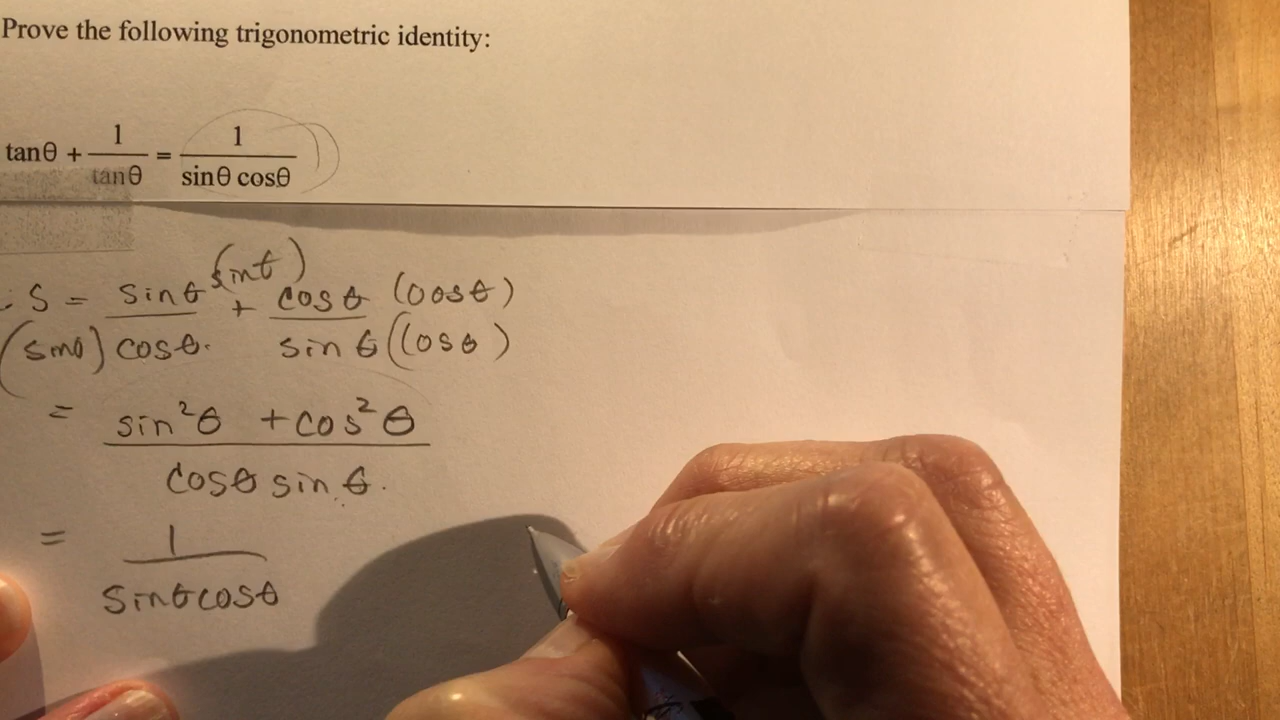 Prove the following trigonometric identity:
tanθ + 1/tanθ = 1/(sinθ cosθ)
S = sinθ (sinθ) / (sinθ) cosθ. + cosθ (cosθ) / sinθ (cosθ)
= (sin²θ + cos²θ) / (cosθ sinθ.)
= 1 / (sinθcosθ)